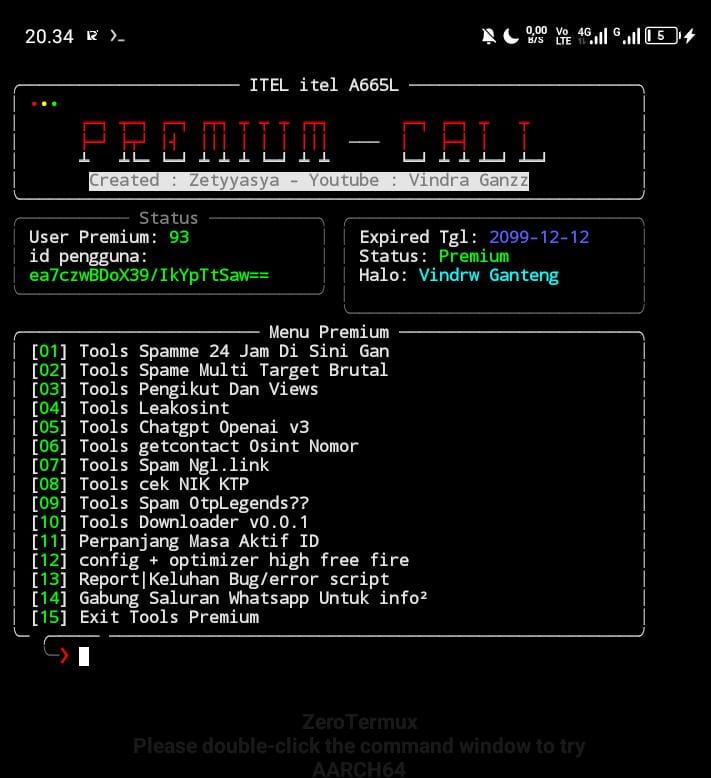 20.34
0,00 B/S Vo LTE 4G G 5
ITEL itel A665L
PREMIUM — CALL
Created : Zetyyasya - Youtube : Vindra Ganzz
Status
User Premium: 93
id pengguna:
ea7czwBDoX39/IkYpTtSaw==
Expired Tgl: 2099-12-12
Status: Premium
Halo: Vindrw Ganteng
Menu Premium
[01] Tools Spamme 24 Jam Di Sini Gan
[02] Tools Spame Multi Target Brutal
[03] Tools Pengikut Dan Views
[04] Tools Leakosint
[05] Tools Chatgpt Openai v3
[06] Tools getcontact Osint Nomor
[07] Tools Spam Ngl.link
[08] Tools cek NIK KTP
[09] Tools Spam OtpLegends??
[10] Tools Downloader v0.0.1
[11] Perpanjang Masa Aktif ID
[12] config + optimizer high free fire
[13] Report|Keluhan Bug/error script
[14] Gabung Saluran Whatsapp Untuk info²
[15] Exit Tools Premium
ZeroTermux
Please double-click the command window to try
AARCH64